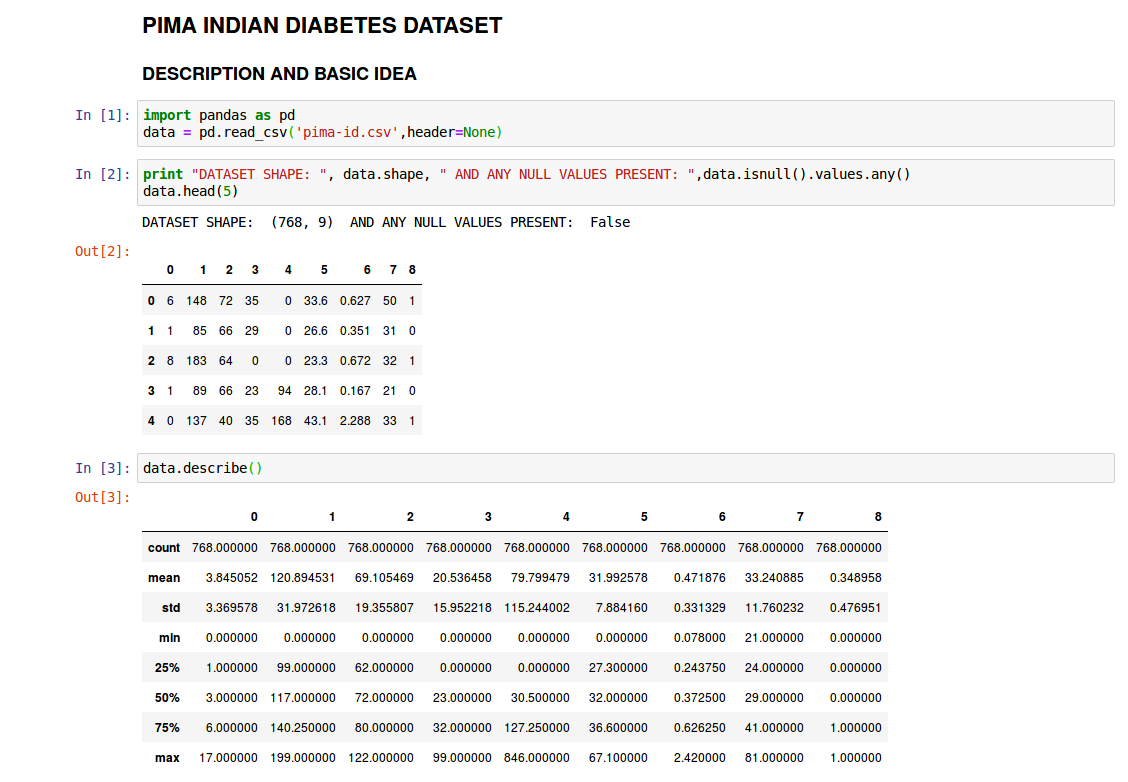 PIMA INDIAN DIABETES DATASET
DESCRIPTION AND BASIC IDEA
In [1]: import pandas as pd
data = pd.read_csv('pima-id.csv',header=None)
In [2]: print "DATASET SHAPE: ", data.shape, " AND ANY NULL VALUES PRESENT: ",data.isnull().values.any()
data.head(5)
DATASET SHAPE:  (768, 9)  AND ANY NULL VALUES PRESENT:  False
Out[2]:
0 1 2 3 4 5 6 7 8
0 6 148 72 35 0 33.6 0.627 50 1
1 1 85 66 29 0 26.6 0.351 31 0
2 8 183 64 0 0 23.3 0.672 32 1
3 1 89 66 23 94 28.1 0.167 21 0
4 0 137 40 35 168 43.1 2.288 33 1
In [3]: data.describe()
Out[3]:
0 1 2 3 4 5 6 7 8
count 768.000000 768.000000 768.000000 768.000000 768.000000 768.000000 768.000000 768.000000 768.000000
mean 3.845052 120.894531 69.105469 20.536458 79.799479 31.992578 0.471876 33.240885 0.348958
std 3.369578 31.972618 19.355807 15.952218 115.244002 7.884160 0.331329 11.760232 0.476951
min 0.000000 0.000000 0.000000 0.000000 0.000000 0.000000 0.078000 21.000000 0.000000
25% 1.000000 99.000000 62.000000 0.000000 0.000000 27.300000 0.243750 24.000000 0.000000
50% 3.000000 117.000000 72.000000 23.000000 30.500000 32.000000 0.372500 29.000000 0.000000
75% 6.000000 140.250000 80.000000 32.000000 127.250000 36.600000 0.626250 41.000000 1.000000
max 17.000000 199.000000 122.000000 99.000000 846.000000 67.100000 2.420000 81.000000 1.000000